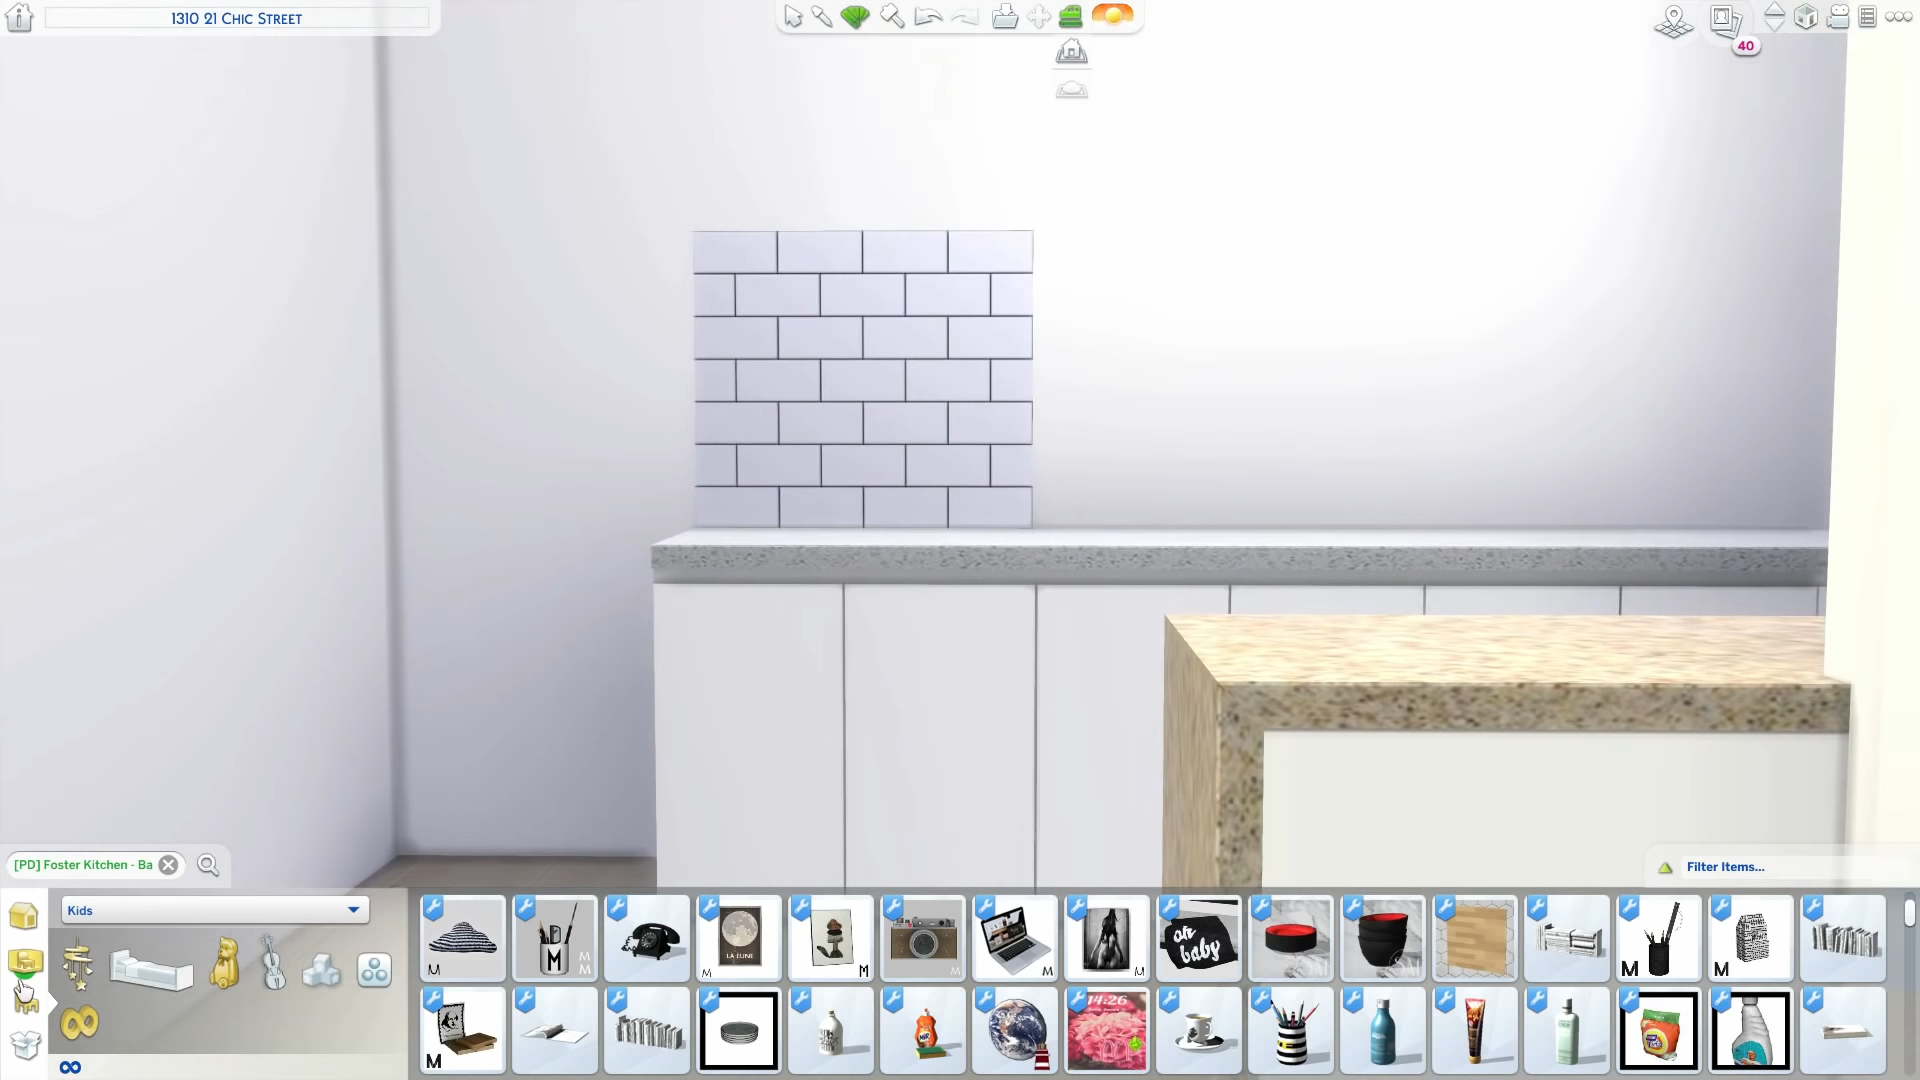 1310 21 Chic Street
40
[PD] Foster Kitchen - Ba
Filter Items...
Kids
M
M
M
M
LA LUNE
M
M
M
M
M
oh
baby
M
M
M
14:26